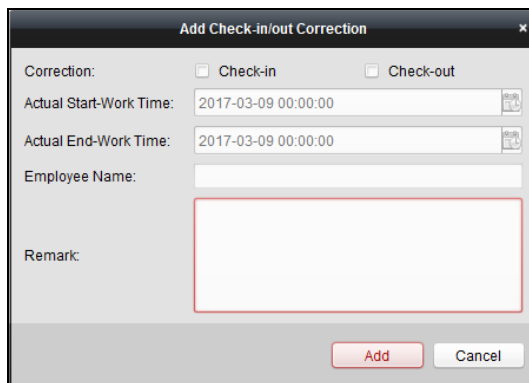 Add Check-in/out Correction ×
Correction: Check-in Check-out
Actual Start-Work Time: 2017-03-09 00:00:00
Actual End-Work Time: 2017-03-09 00:00:00
Employee Name:
Remark:
Add Cancel